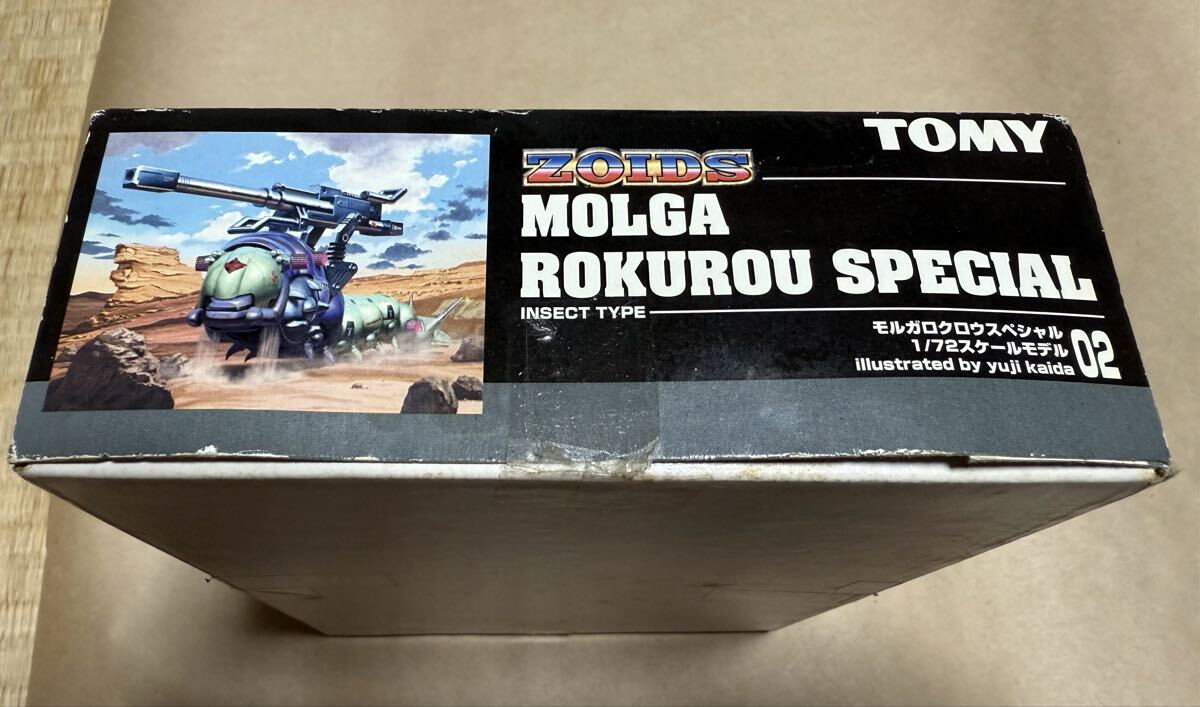 TOMY
ZOIDS
MOLGA
ROKUROU SPECIAL
INSECT TYPE
モルガロクロウスペシャル
1/72スケールモデル
illustrated by yuji kaida
02